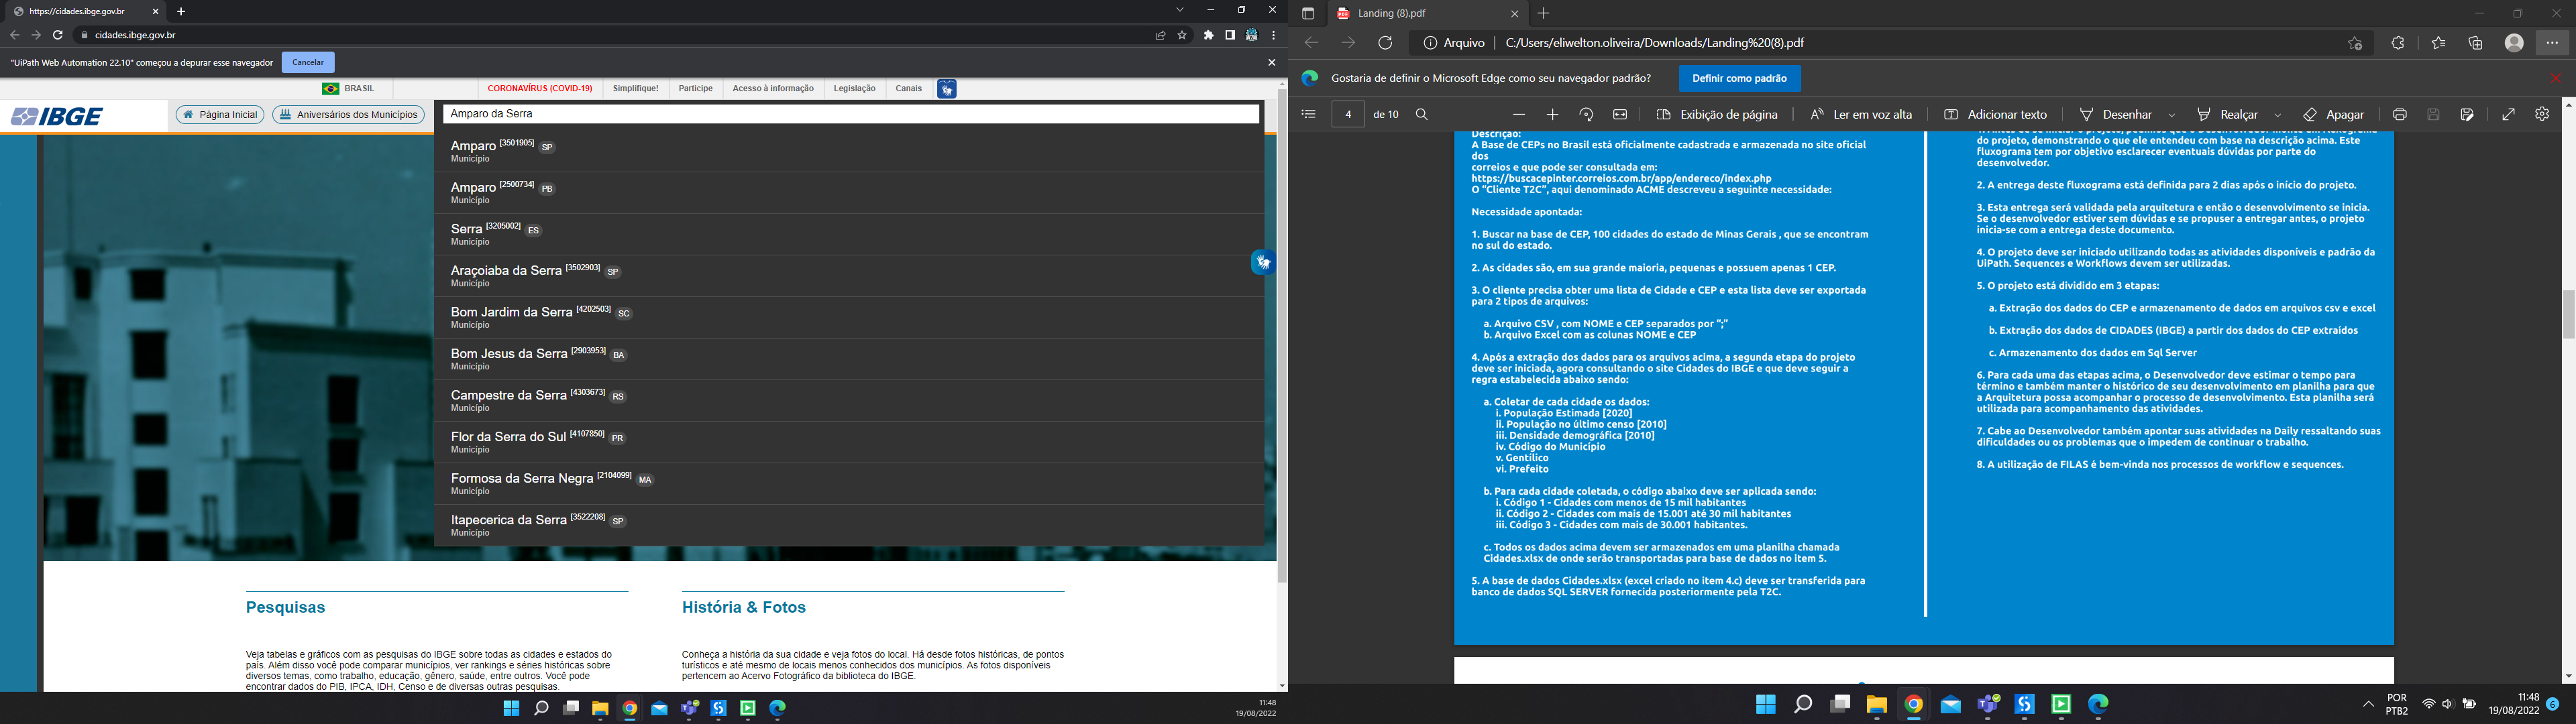 https://cidades.ibge.gov.br
cidades.ibge.gov.br
"UiPath Web Automation 22.10" começou a depurar esse navegador
Cancelar
BRASIL
CORONAVÍRUS (COVID-19)
Simplifique!
Participe
Acesso à informação
Legislação
Canais
IBGE
Página Inicial
Aniversários dos Municípios
Amparo da Serra
Amparo [3501905] SP
Município
Amparo [2500734] PB
Município
Serra [3205002] ES
Município
Araçoiaba da Serra [3502903] SP
Município
Bom Jardim da Serra [4202503] SC
Município
Bom Jesus da Serra [2903953] BA
Município
Campestre da Serra [4303673] RS
Município
Flor da Serra do Sul [4107850] PR
Município
Formosa da Serra Negra [2104099] MA
Município
Itapecerica da Serra [3522208] SP
Município
Pesquisas
Veja tabelas e gráficos com as pesquisas do IBGE sobre todas as cidades e estados do
país. Além disso você pode comparar municípios, ver rankings e séries históricas sobre
diversos temas, como trabalho, educação, gênero, saúde, entre outros. Você pode
encontrar dados do PIB, IPCA, IDH, Censo e de diversas outras pesquisas.
História & Fotos
Conheça a história da sua cidade e veja fotos do local. Há desde fotos históricas, de pontos
turísticos e até mesmo de locais menos conhecidos dos municípios. As fotos disponíveis
pertencem ao Acervo Fotográfico da biblioteca do IBGE.
11:48
19/08/2022
Landing (8).pdf
Arquivo
C:/Users/eliwelton.oliveira/Downloads/Landing%20(8).pdf
Gostaria de definir o Microsoft Edge como seu navegador padrão?
Definir como padrão
4 de 10
Exibição de página
Ler em voz alta
Adicionar texto
Desenhar
Realçar
Apagar
Descrição:
A Base de CEPs no Brasil está oficialmente cadastrada e armazenada no site oficial
dos
correios e que pode ser consultada em:
https://buscacepinter.correios.com.br/app/endereco/index.php
O "Cliente T2C", aqui denominado ACME descreveu a seguinte necessidade:
Necessidade apontada:
1. Buscar na base de CEP, 100 cidades do estado de Minas Gerais , que se encontram
no sul do estado.
2. As cidades são, em sua grande maioria, pequenas e possuem apenas 1 CEP.
3. O cliente precisa obter uma lista de Cidade e CEP e esta lista deve ser exportada
para 2 tipos de arquivos:
a. Arquivo CSV , com NOME e CEP separados por ";"
b. Arquivo Excel com as colunas NOME e CEP
4. Após a extração dos dados para os arquivos acima, a segunda etapa do projeto
deve ser iniciada, agora consultando o site Cidades do IBGE e que deve seguir a
regra estabelecida abaixo sendo:
a. Coletar de cada cidade os dados:
i. População Estimada [2020]
ii. População no último censo [2010]
iii. Densidade demográfica [2010]
iv. Código do Município
v. Gentílico
vi. Prefeito
b. Para cada cidade coletada, o código abaixo deve ser aplicada sendo:
i. Código 1 - Cidades com menos de 15 mil habitantes
ii. Código 2 - Cidades com mais de 15.001 até 30 mil habitantes
iii. Código 3 - Cidades com mais de 30.001 habitantes.
c. Todos os dados acima devem ser armazenados em uma planilha chamada
Cidades.xlsx de onde serão transportadas para base de dados no item 5.
5. A base de dados Cidades.xlsx (excel criado no item 4.c) deve ser transferida para
banco de dados SQL SERVER fornecida posteriormente pela T2C.
do projeto, demonstrando o que ele entendeu com base na descrição acima. Este
fluxograma tem por objetivo esclarecer eventuais dúvidas por parte do
desenvolvedor.
2. A entrega deste fluxograma está definida para 2 dias após o início do projeto.
3. Esta entrega será validada pela arquitetura e então o desenvolvimento se inicia.
Se o desenvolvedor estiver sem dúvidas e se propuser a entregar antes, o projeto
inicia-se com a entrega deste documento.
4. O projeto deve ser iniciado utilizando todas as atividades disponíveis e padrão da
UiPath. Sequences e Workflows devem ser utilizadas.
5. O projeto está dividido em 3 etapas:
a. Extração dos dados do CEP e armazenamento de dados em arquivos csv e excel
b. Extração dos dados de CIDADES (IBGE) a partir dos dados do CEP extraídos
c. Armazenamento dos dados em Sql Server
6. Para cada uma das etapas acima, o Desenvolvedor deve estimar o tempo para
término e também manter o histórico de seu desenvolvimento em planilha para que
a Arquitetura possa acompanhar o processo de desenvolvimento. Esta planilha será
utilizada para acompanhamento das atividades.
7. Cabe ao Desenvolvedor também apontar suas atividades na Daily ressaltando suas
dificuldades ou os problemas que o impedem de continuar o trabalho.
8. A utilização de FILAS é bem-vinda nos processos de workflow e sequences.
POR
PTB2
11:48
19/08/2022
6